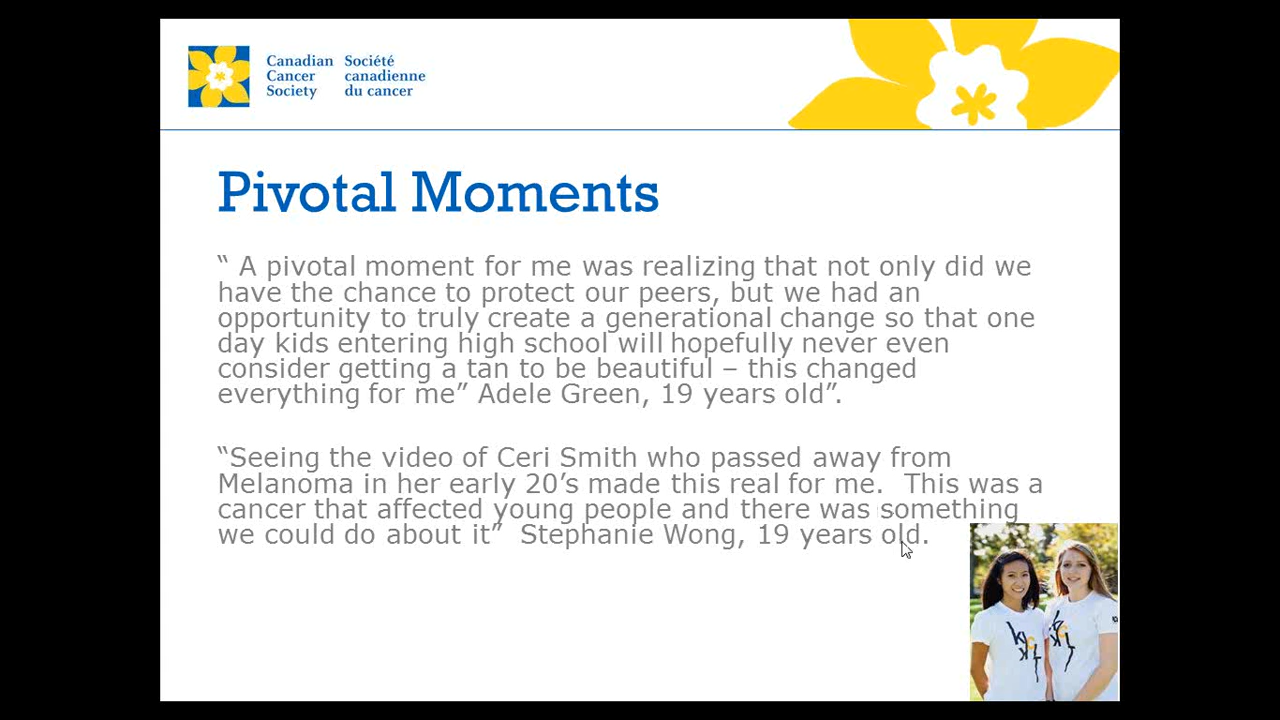 Canadian Cancer Society
Société canadienne du cancer
Pivotal Moments
“ A pivotal moment for me was realizing that not only did we
have the chance to protect our peers, but we had an
opportunity to truly create a generational change so that one
day kids entering high school will hopefully never even
consider getting a tan to be beautiful – this changed
everything for me” Adele Green, 19 years old”.
“Seeing the video of Ceri Smith who passed away from
Melanoma in her early 20’s made this real for me.  This was a
cancer that affected young people and there was something
we could do about it”  Stephanie Wong, 19 years old.